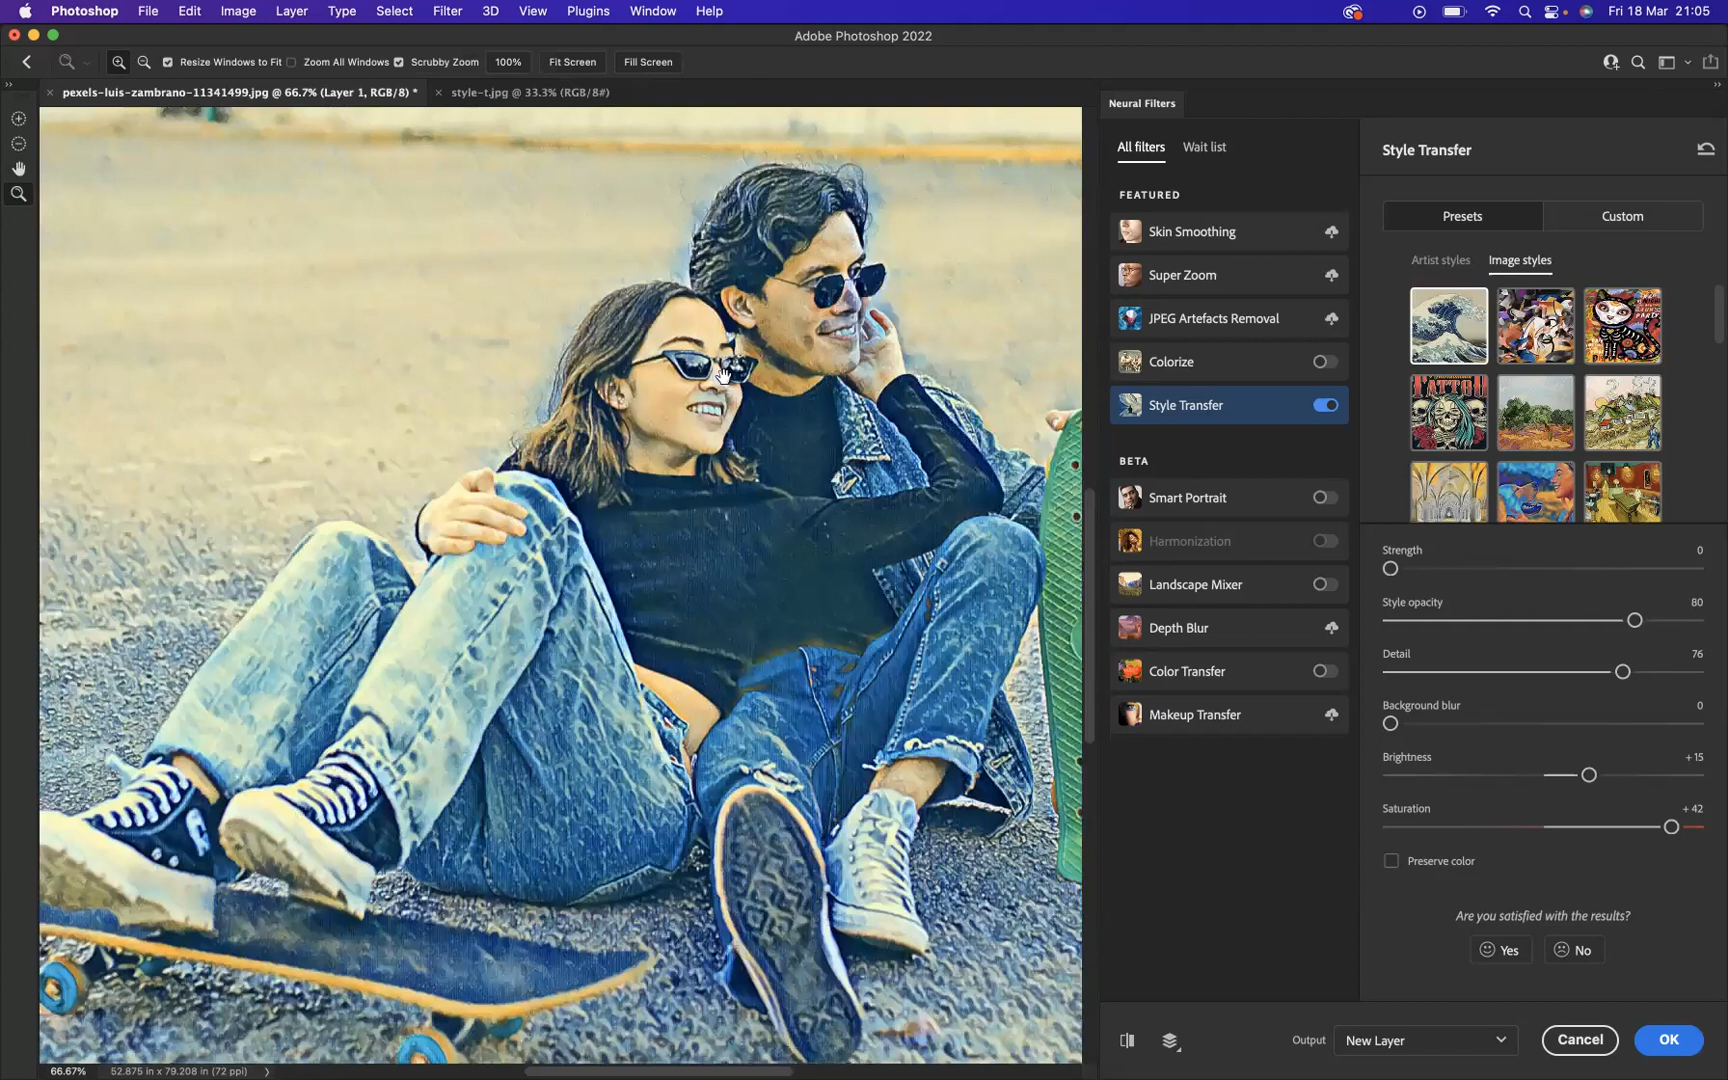 Photoshop File Edit Image Layer Type Select Filter 3D View Plugins Window Help Fri 18 Mar 21:05
Adobe Photoshop 2022
Resize Windows to Fit Zoom All Windows Scrubby Zoom 100% Fit Screen Fill Screen
pexels-luis-zambrano-11341499.jpg @ 66.7% (Layer 1, RGB/8) * style-t.jpg @ 33.3% (RGB/8#)
Neural Filters
All filters Wait list
FEATURED
Skin Smoothing
Super Zoom
JPEG Artefacts Removal
Colorize
Style Transfer
BETA
Smart Portrait
Harmonization
Landscape Mixer
Depth Blur
Color Transfer
Makeup Transfer
Style Transfer
Presets Custom
Artist styles Image styles
TATTOO
Strength 0
Style opacity 80
Detail 76
Background blur 0
Brightness +15
Saturation +42
Preserve color
Are you satisfied with the results?
Yes No
Output New Layer Cancel OK
66.67% 52.875 in x 79.208 in (72 ppi)